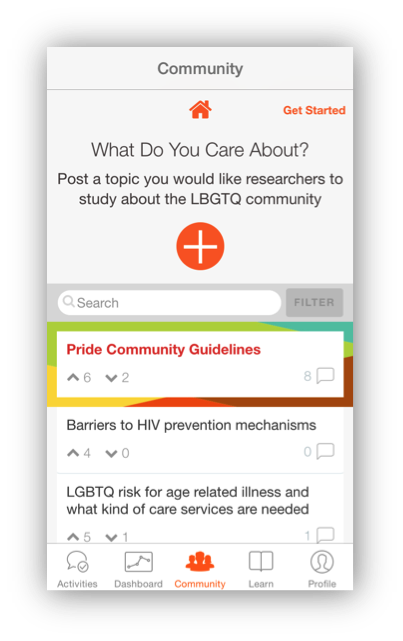 Community
Get Started
What Do You Care About?
Post a topic you would like researchers to
study about the LBGTQ community
Search
FILTER
Pride Community Guidelines
6 2 8
Barriers to HIV prevention mechanisms
4 0 0
LGBTQ risk for age related illness and
what kind of care services are needed
5 1 1
Activities Dashboard Community Learn Profile